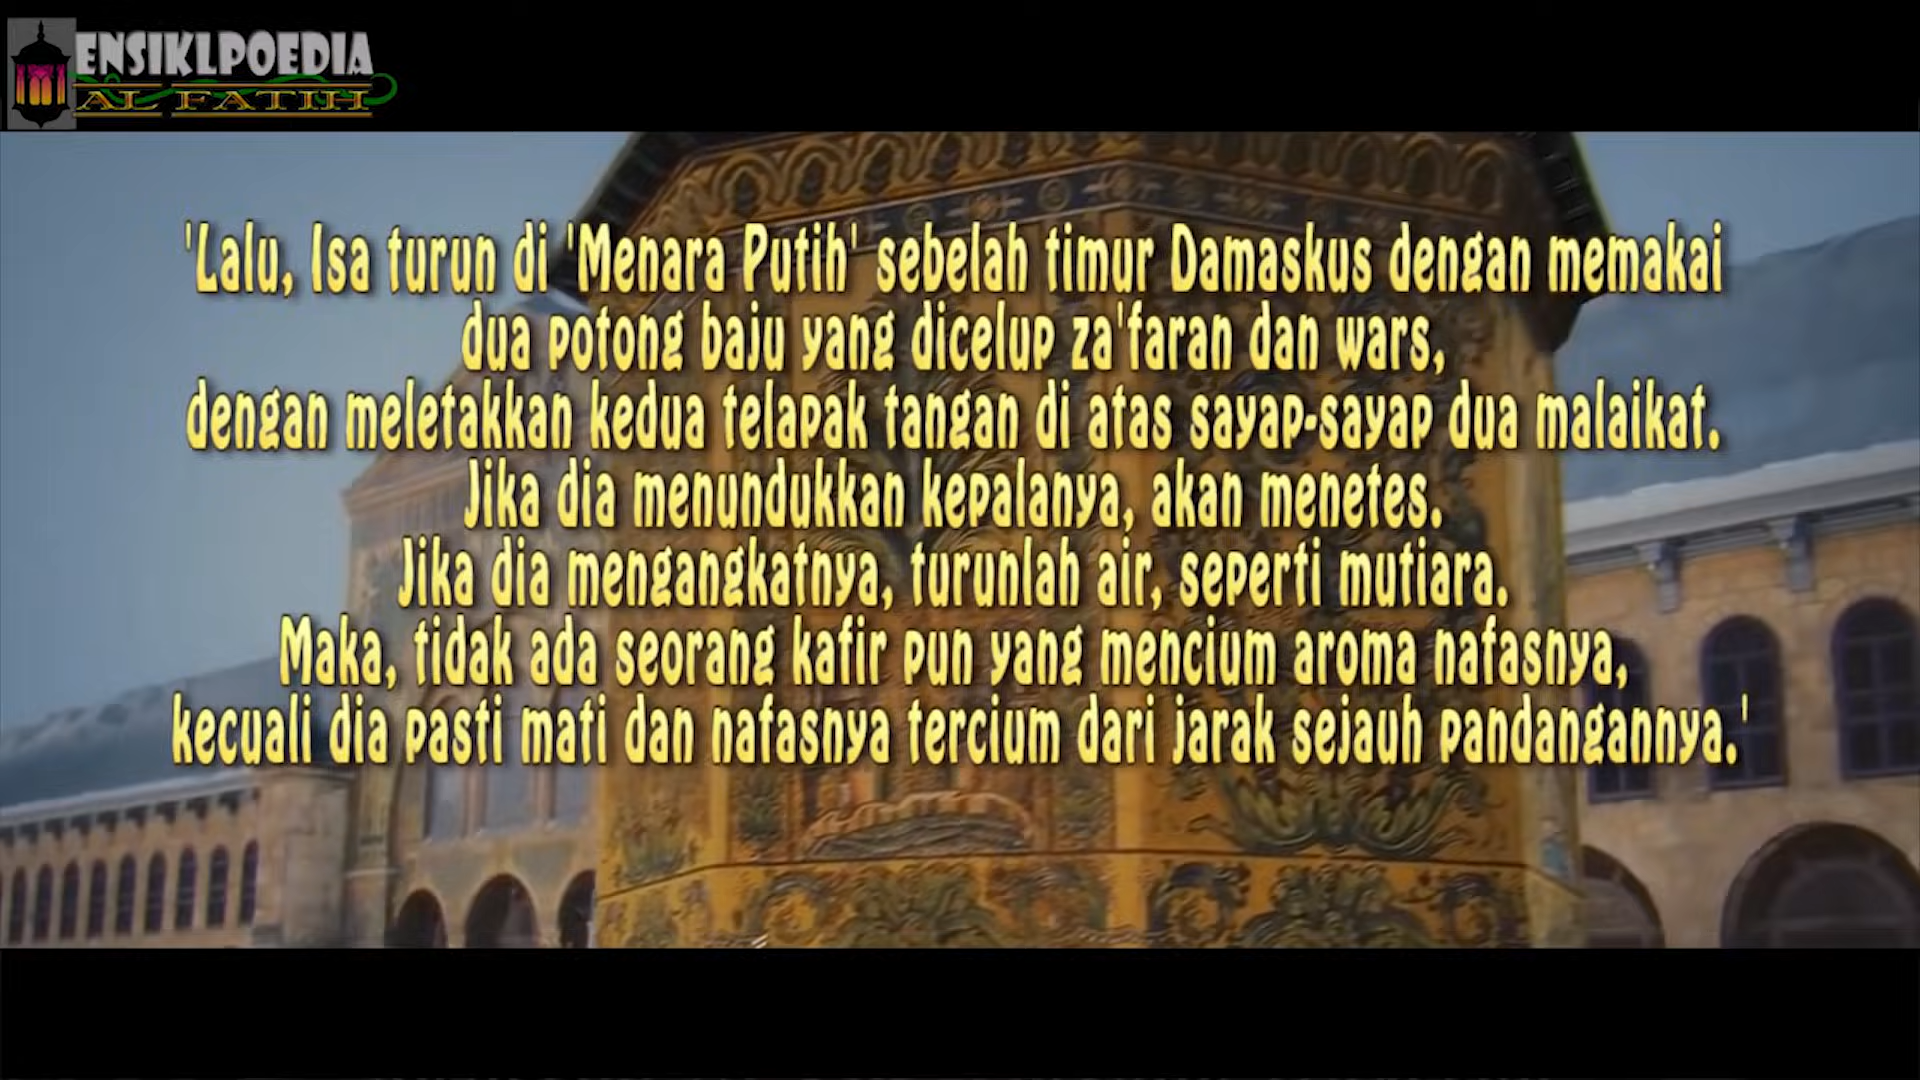 ENSIKLPOEDIA
AL FATIH
'Lalu, Isa turun di 'Menara Putih' sebelah timur Damaskus dengan memakai
dua potong baju yang dicelup za'faran dan wars,
dengan meletakkan kedua telapak tangan di atas sayap-sayap dua malaikat.
Jika dia menundukkan kepalanya, akan menetes.
Jika dia mengangkatnya, turunlah air, seperti mutiara.
Maka, tidak ada seorang kafir pun yang mencium aroma nafasnya,
kecuali dia pasti mati dan nafasnya tercium dari jarak sejauh pandangannya.'